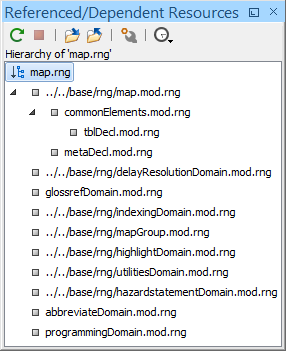 Referenced/Dependent Resources
Hierarchy of 'map.rng'
map.rng
../../base/rng/map.mod.rng
commonElements.mod.rng
tblDecl.mod.rng
metaDecl.mod.rng
../../base/rng/delayResolutionDomain.mod.rng
glossrefDomain.mod.rng
../../base/rng/indexingDomain.mod.rng
../../base/rng/mapGroup.mod.rng
../../base/rng/highlightDomain.mod.rng
../../base/rng/utilitiesDomain.mod.rng
../../base/rng/hazardstatementDomain.mod.rng
abbreviateDomain.mod.rng
programmingDomain.mod.rng